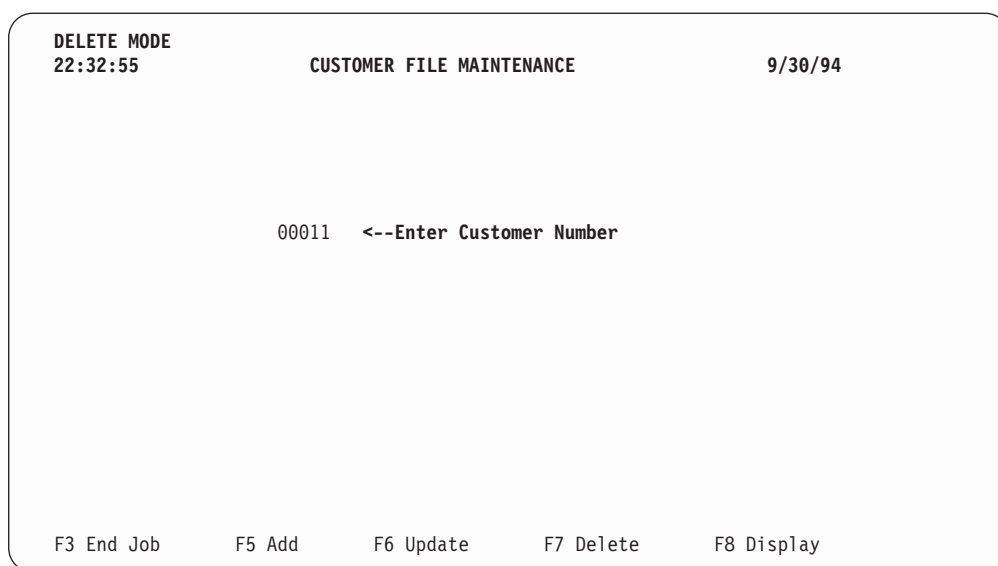 DELETE MODE
22:32:55 CUSTOMER FILE MAINTENANCE 9/30/94
00011 <--Enter Customer Number
F3 End Job F5 Add F6 Update F7 Delete F8 Display